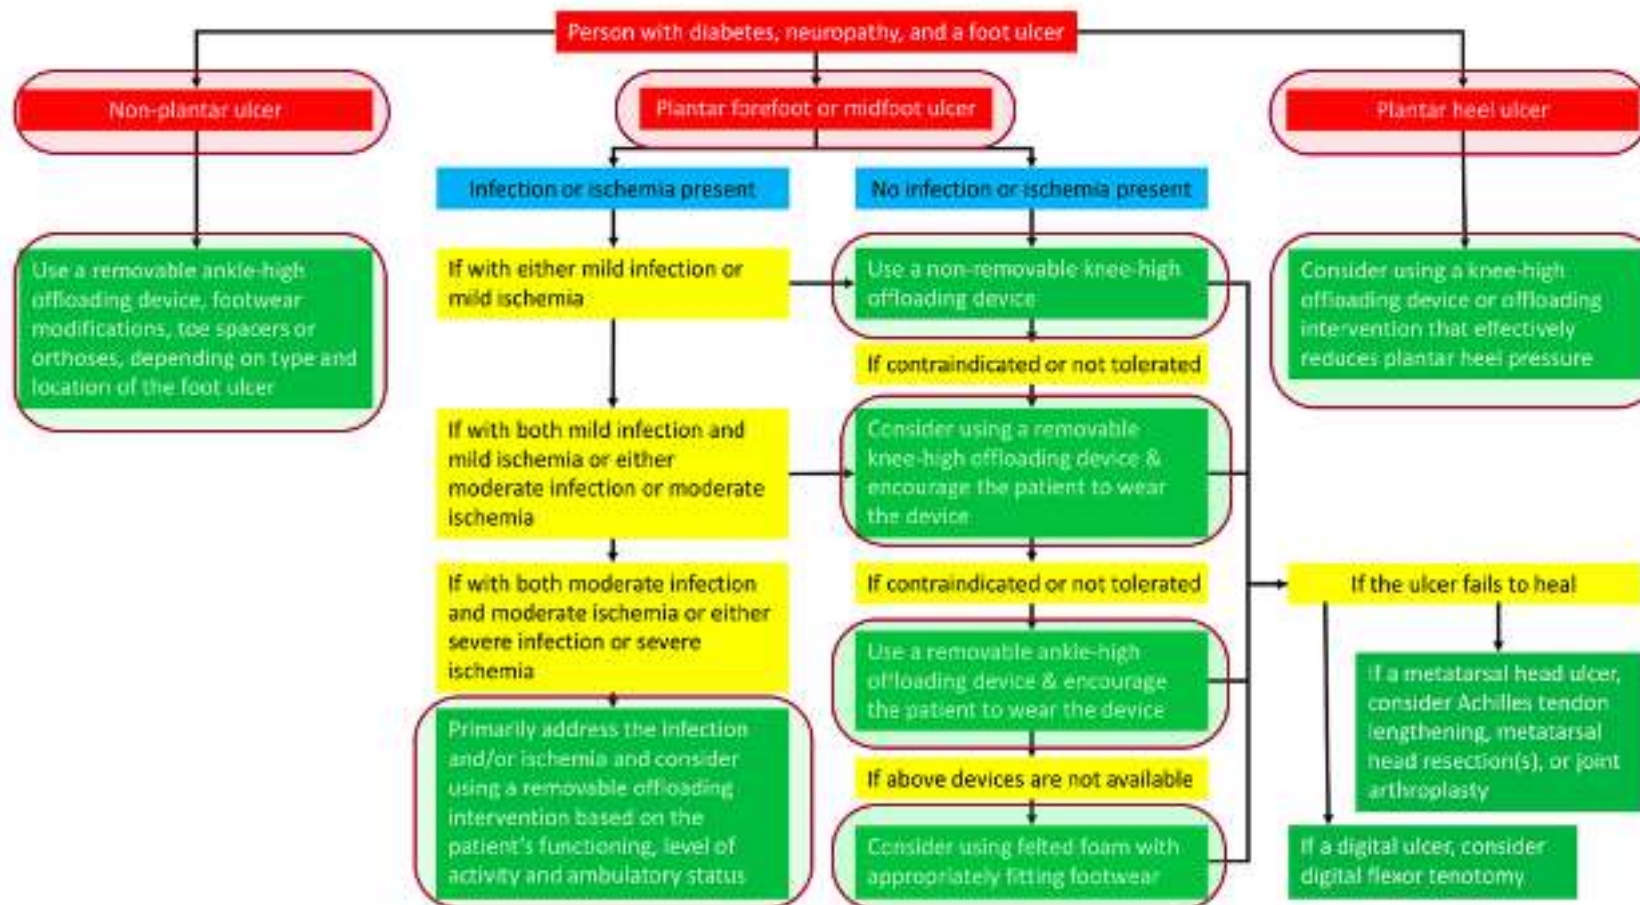 Person with diabetes, neuropathy, and a foot ulcer
Non-plantar ulcer
Plantar forefoot or midfoot ulcer
Plantar heel ulcer
Infection or ischemia present
No infection or ischemia present
Use a removable ankle-high
offloading device, footwear
modifications, toe spacers or
orthoses, depending on type and
location of the foot ulcer
If with either mild infection or
mild ischemia
Use a non-removable knee-high
offloading device
Consider using a knee-high
offloading device or offloading
intervention that effectively
reduces plantar heel pressure
If contraindicated or not tolerated
If with both mild infection and
mild ischemia or either
moderate infection or moderate
ischemia
Consider using a removable
knee-high offloading device &
encourage the patient to wear
the device
If with both moderate infection
and moderate ischemia or either
severe infection or severe
ischemia
If contraindicated or not tolerated
If the ulcer fails to heal
Use a removable ankle-high
offloading device & encourage
the patient to wear the device
If a metatarsal head ulcer,
consider Achilles tendon
lengthening, metatarsal
head resection(s), or joint
arthroplasty
Primarily address the infection
and/or ischemia and consider
using a removable offloading
intervention based on the
patient's functioning, level of
activity and ambulatory status
If above devices are not available
Consider using felted foam with
appropriately fitting footwear
If a digital ulcer, consider
digital flexor tenotomy